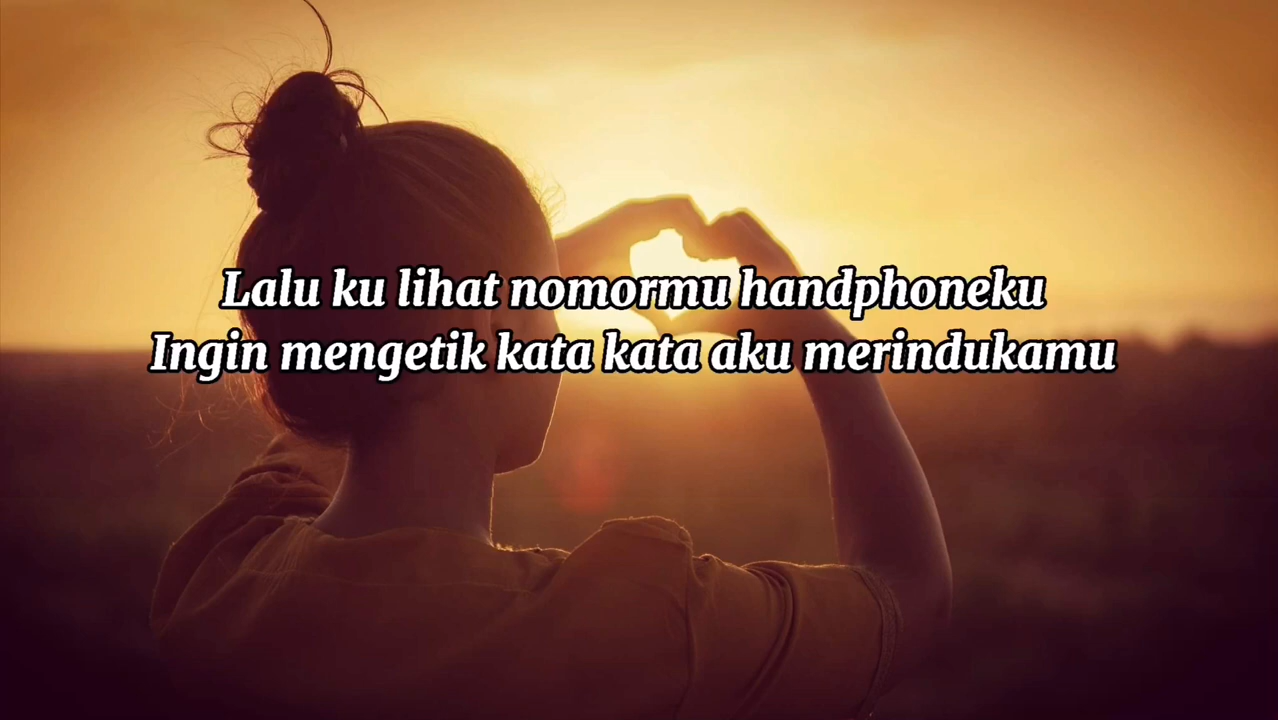 Lalu ku lihat nomormu handphoneku
Ingin mengetik kata kata aku merindukamu